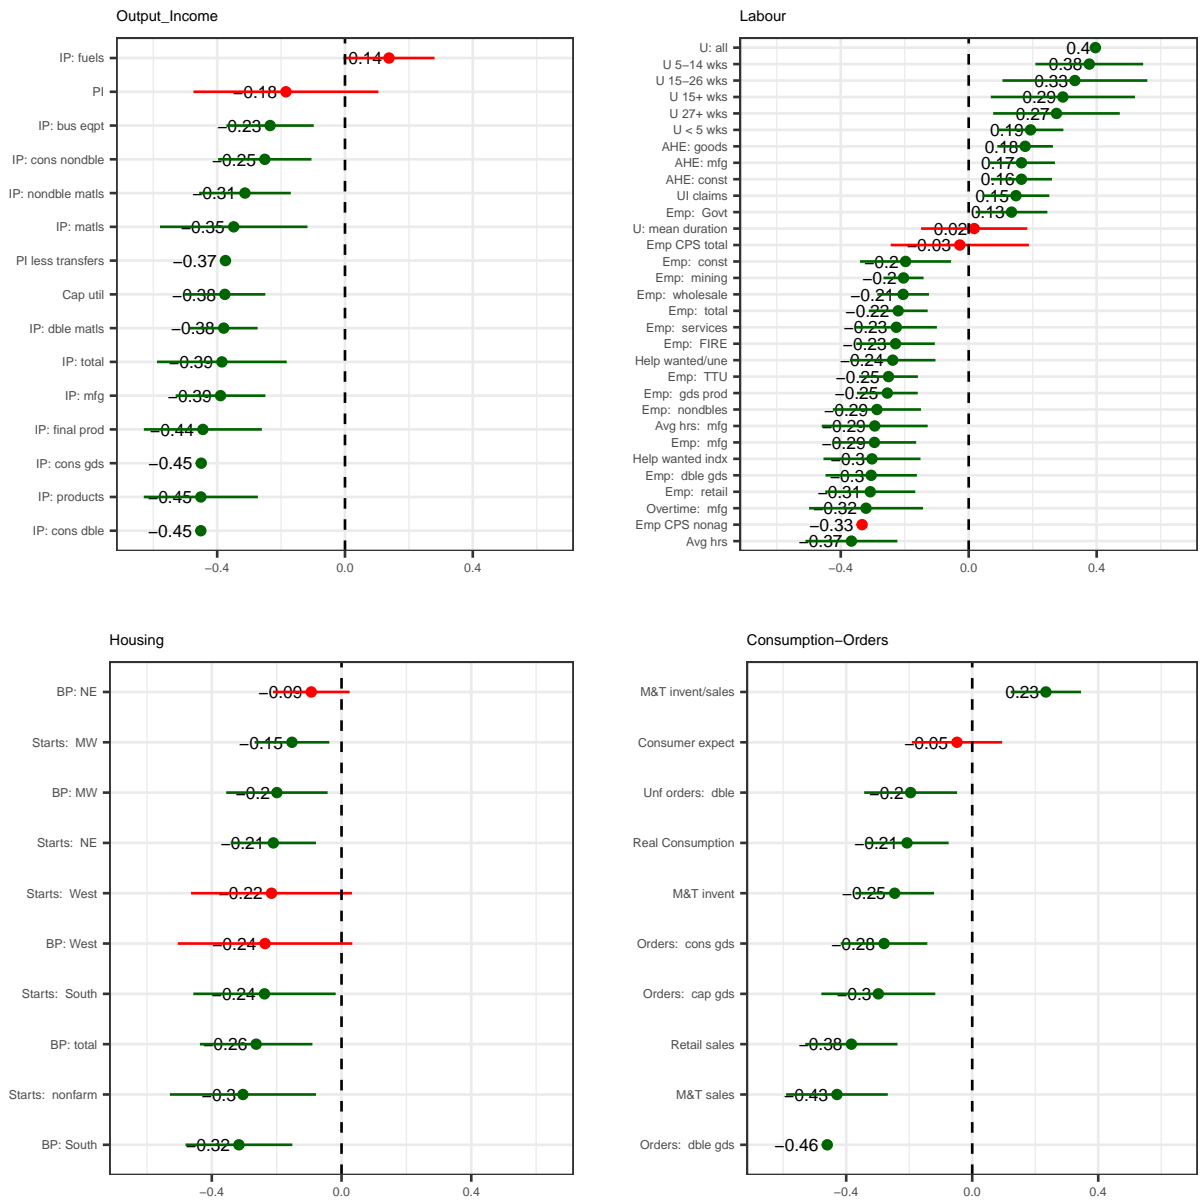 Output_Income
IP: fuels 0.14
PI −0.18
IP: bus eqpt −0.23
IP: cons nondble −0.25
IP: nondble matls −0.31
IP: matls −0.35
PI less transfers −0.37
Cap util −0.38
IP: dble matls −0.38
IP: total −0.39
IP: mfg −0.39
IP: final prod −0.44
IP: cons gds −0.45
IP: products −0.45
IP: cons dble −0.45
−0.4 0.0 0.4
Labour
U: all 0.4
U 5−14 wks 0.38
U 15−26 wks 0.33
U 15+ wks 0.29
U 27+ wks 0.27
U < 5 wks 0.19
AHE: goods 0.18
AHE: mfg 0.17
AHE: const 0.16
UI claims 0.15
Emp: Govt 0.13
U: mean duration 0.02
Emp CPS total −0.03
Emp: const −0.2
Emp: mining −0.2
Emp: wholesale −0.21
Emp: total −0.22
Emp: services −0.23
Emp: FIRE −0.23
Help wanted/une −0.24
Emp: TTU −0.25
Emp: gds prod −0.25
Emp: nondbles −0.29
Avg hrs: mfg −0.29
Emp: mfg −0.29
Help wanted indx −0.3
Emp: dble gds −0.3
Emp: retail −0.31
Overtime: mfg −0.32
Emp CPS nonag −0.33
Avg hrs −0.37
−0.4 0.0 0.4
Housing
BP: NE −0.09
Starts: MW −0.15
BP: MW −0.2
Starts: NE −0.21
Starts: West −0.22
BP: West −0.24
Starts: South −0.24
BP: total −0.26
Starts: nonfarm −0.3
BP: South −0.32
−0.4 0.0 0.4
Consumption−Orders
M&T invent/sales 0.23
Consumer expect −0.05
Unf orders: dble −0.2
Real Consumption −0.21
M&T invent −0.25
Orders: cons gds −0.28
Orders: cap gds −0.3
Retail sales −0.38
M&T sales −0.43
Orders: dble gds −0.46
−0.4 0.0 0.4